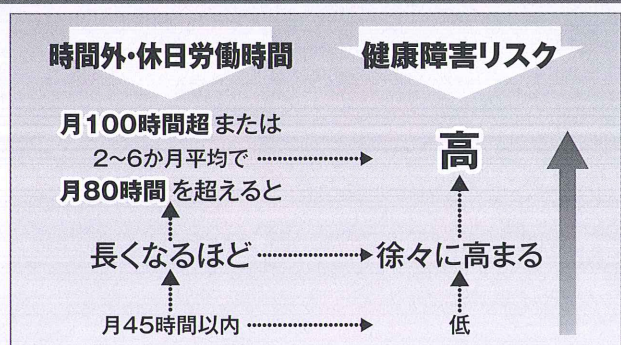 時間外・休日労働時間
健康障害リスク
月100時間超 または
2〜6か月平均で
月80時間 を超えると
高
長くなるほど
徐々に高まる
月45時間以内
低